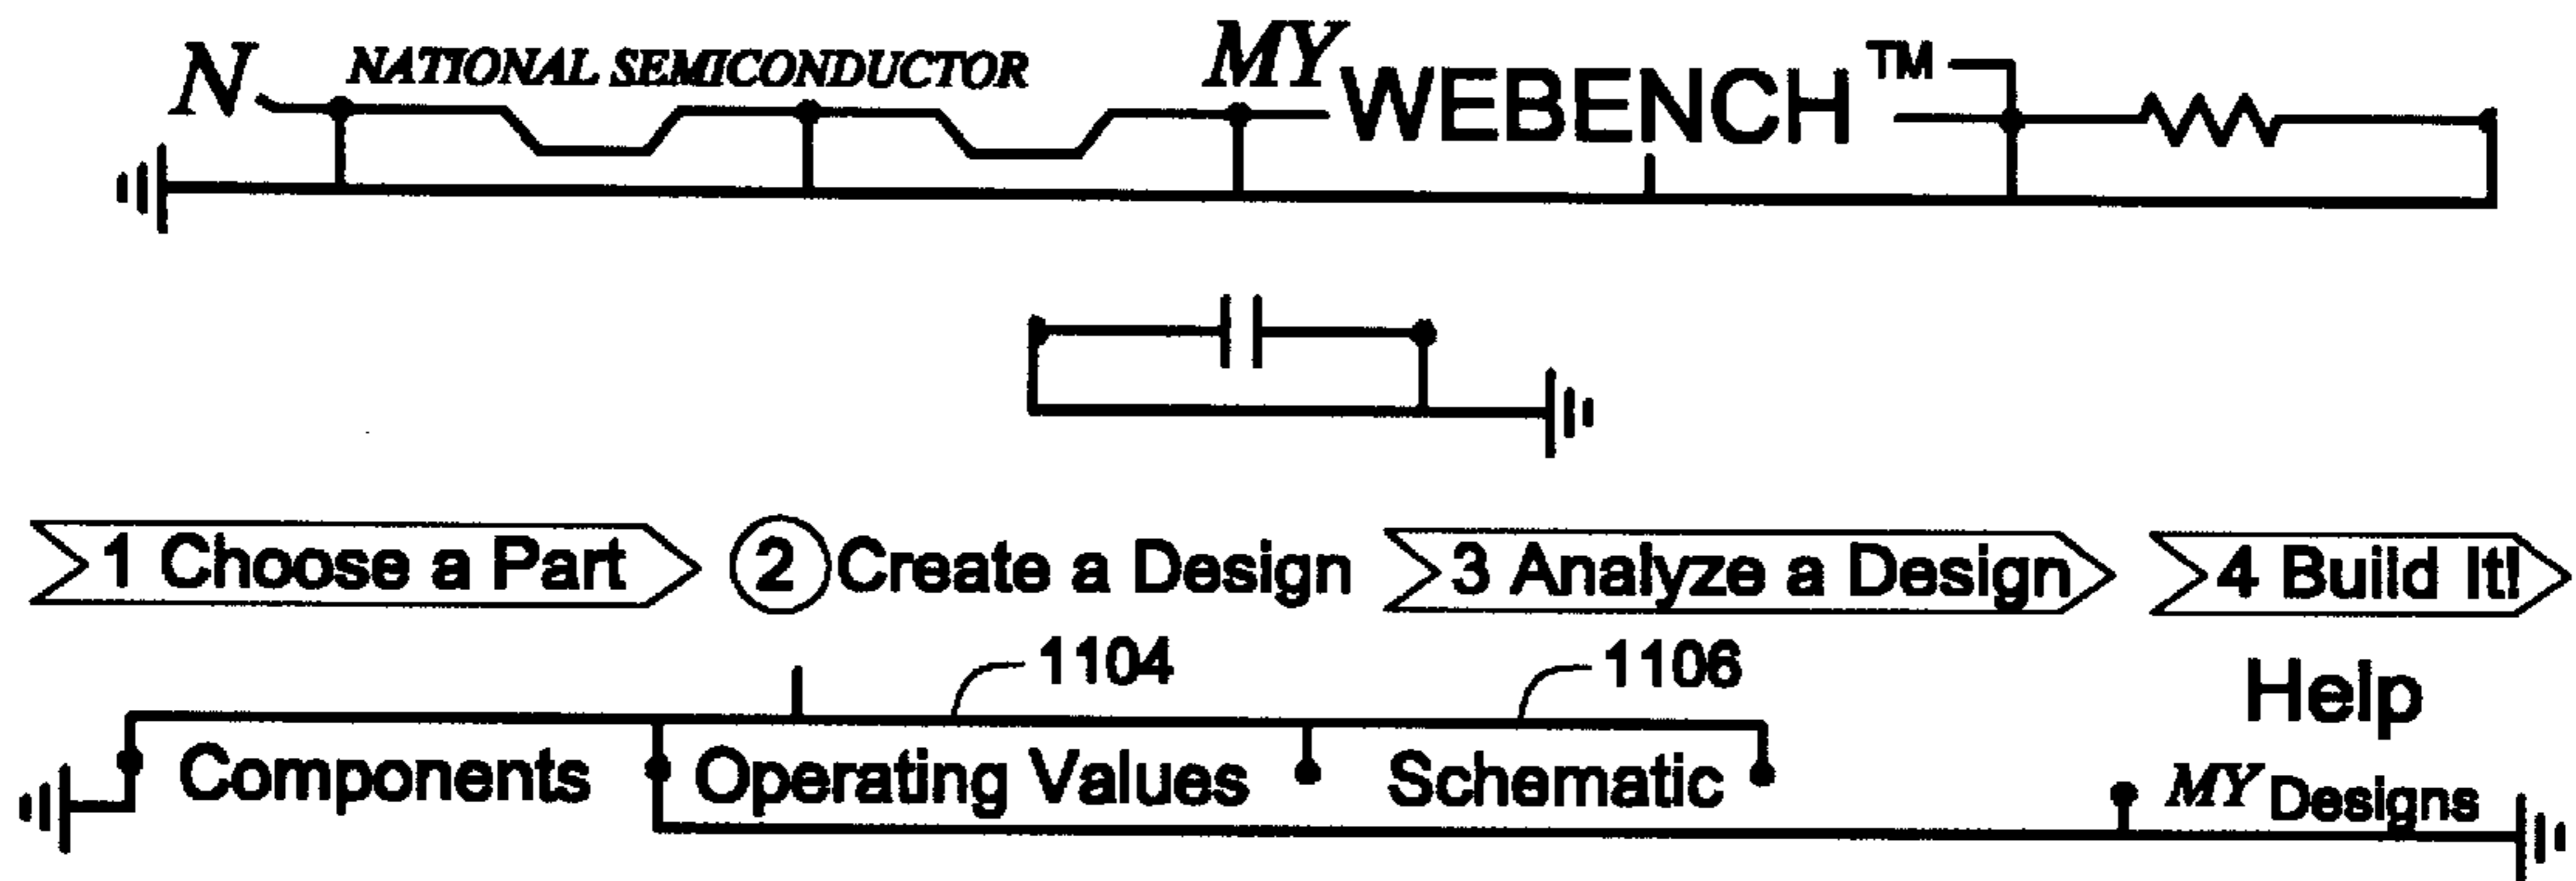 N NATIONAL SEMICONDUCTOR MY WEBENCH™
1 Choose a Part 2 Create a Design 3 Analyze a Design 4 Build It!
1104 1106 Help
Components Operating Values Schematic MY Designs